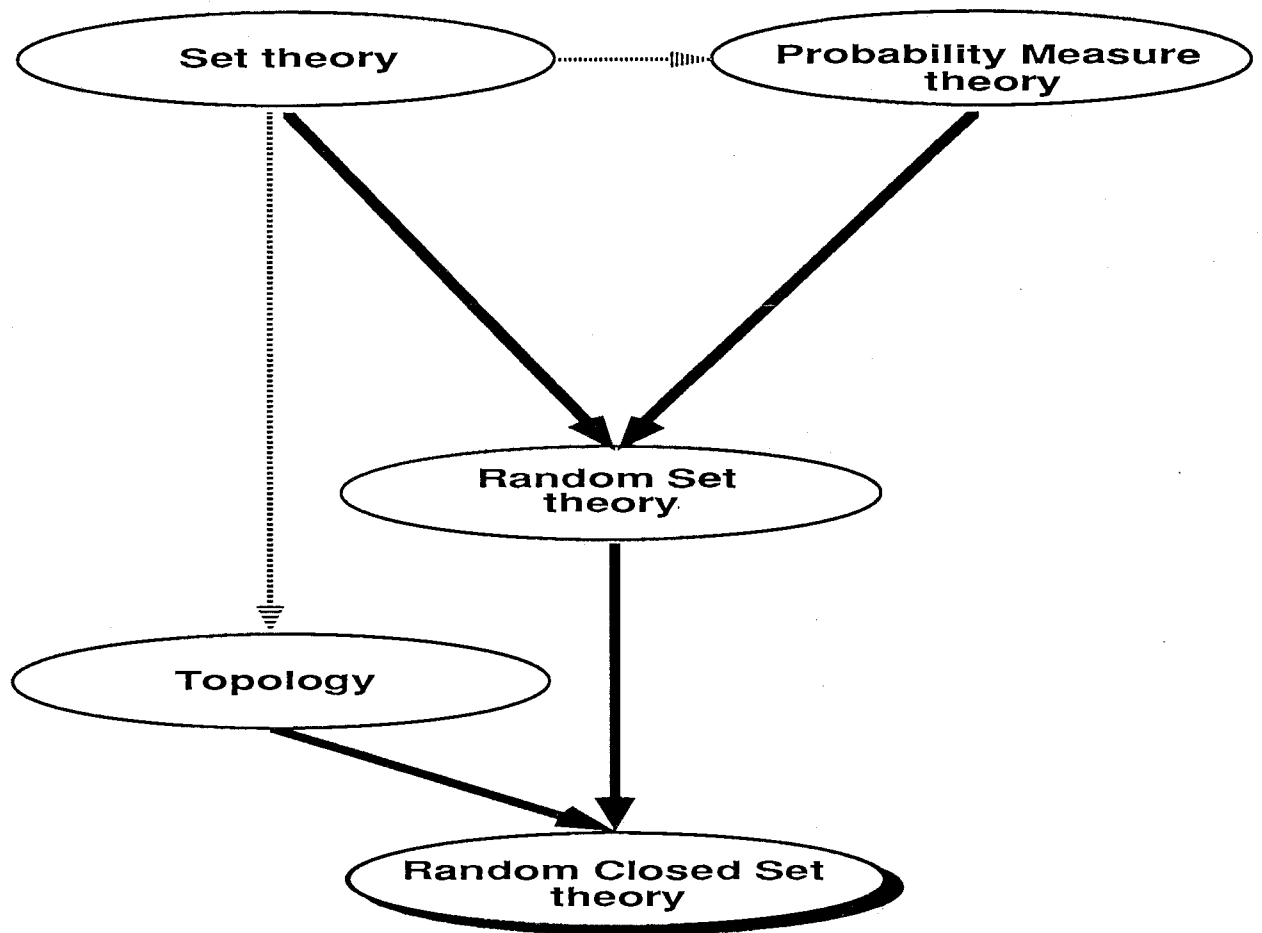 Set theory
Probability Measure
theory
Random Set
theory
Topology
Random Closed Set
theory